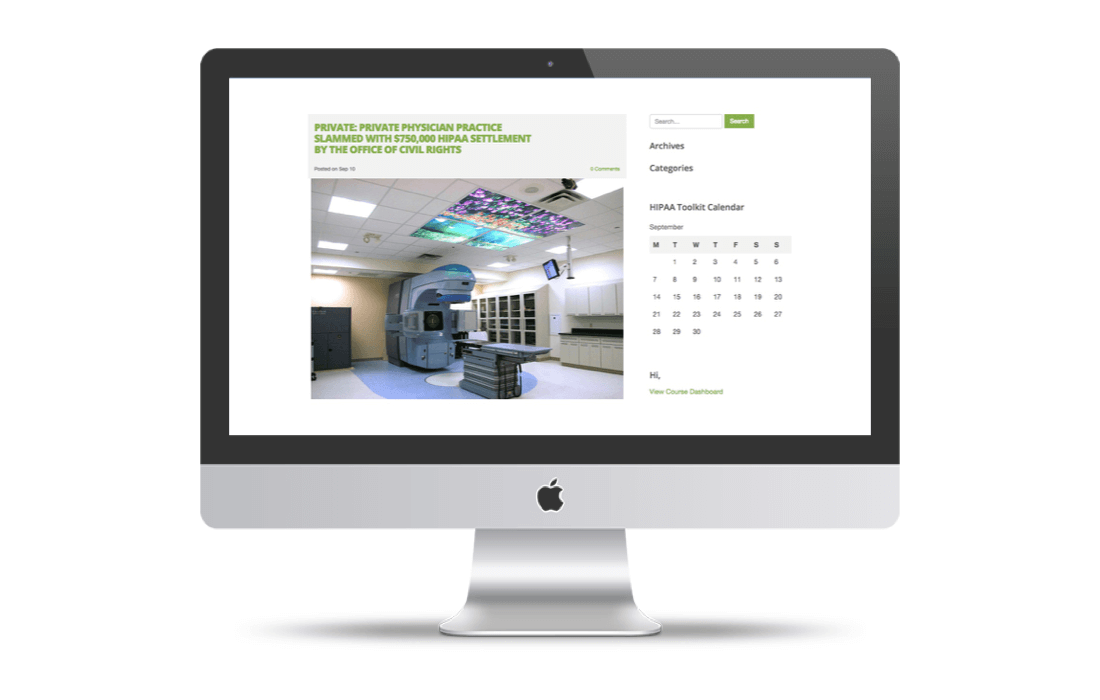 PRIVATE: PRIVATE PHYSICIAN PRACTICE
SLAMMED WITH $750,000 HIPAA SETTLEMENT
BY THE OFFICE OF CIVIL RIGHTS
Posted on Sep 10
0 Comments
Search...
Search
Archives
Categories
HIPAA Toolkit Calendar
September
M T W T F S S
1 2 3 4 5 6
7 8 9 10 11 12 13
14 15 16 17 18 19 20
21 22 23 24 25 26 27
28 29 30
Hi,
View Course Dashboard